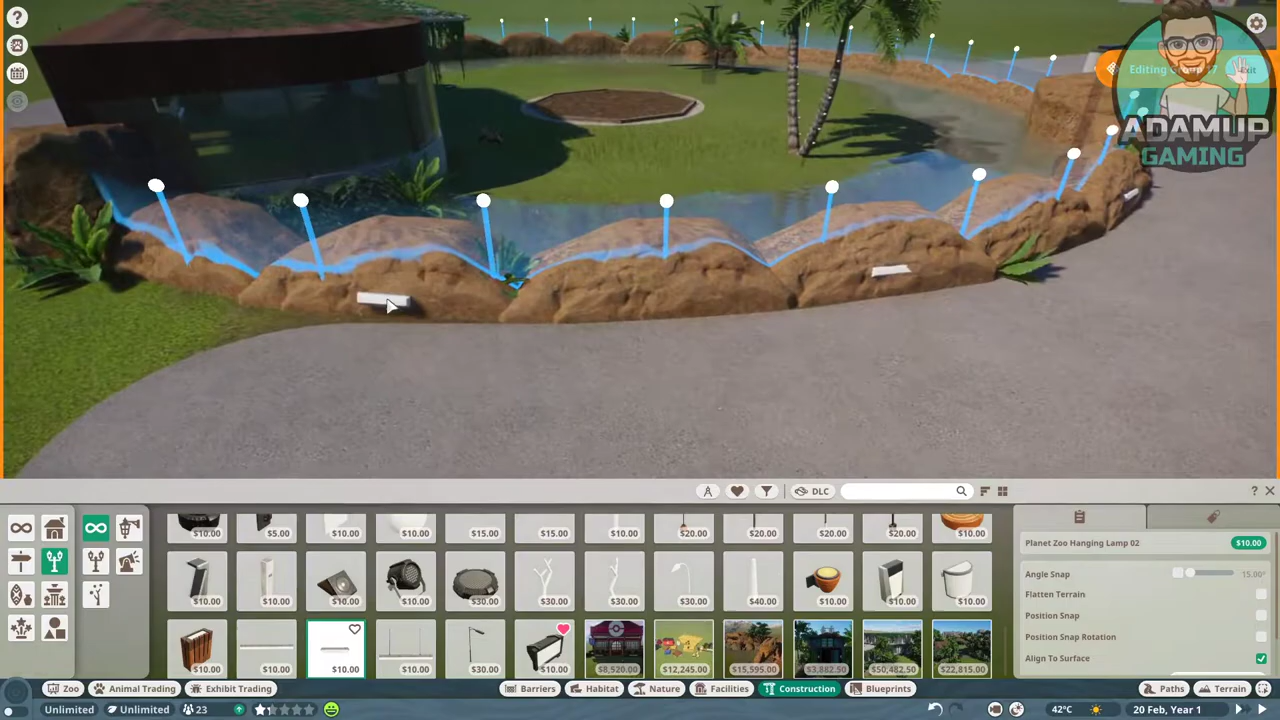 ?
Editing Group 17
Exit
ADAMUP
GAMING
DLC
?
$10.00 $5.00 $10.00 $10.00 $15.00 $15.00 $10.00 $20.00 $20.00 $20.00 $20.00 $10.00
$10.00 $10.00 $10.00 $10.00 $30.00 $30.00 $30.00 $30.00 $40.00 $10.00 $10.00 $10.00
$10.00 $10.00 $10.00 $10.00 $30.00 $10.00 $8,520.00 $12,245.00 $15,595.00 $3,882.50 $50,482.50 $22,815.00
Planet Zoo Hanging Lamp 02 $10.00
Angle Snap 15.00°
Flatten Terrain
Position Snap
Position Snap Rotation
Align To Surface
Zoo Animal Trading Exhibit Trading Barriers Habitat Nature Facilities Construction Blueprints Paths Terrain
Unlimited Unlimited 23 42°C 20 Feb, Year 1